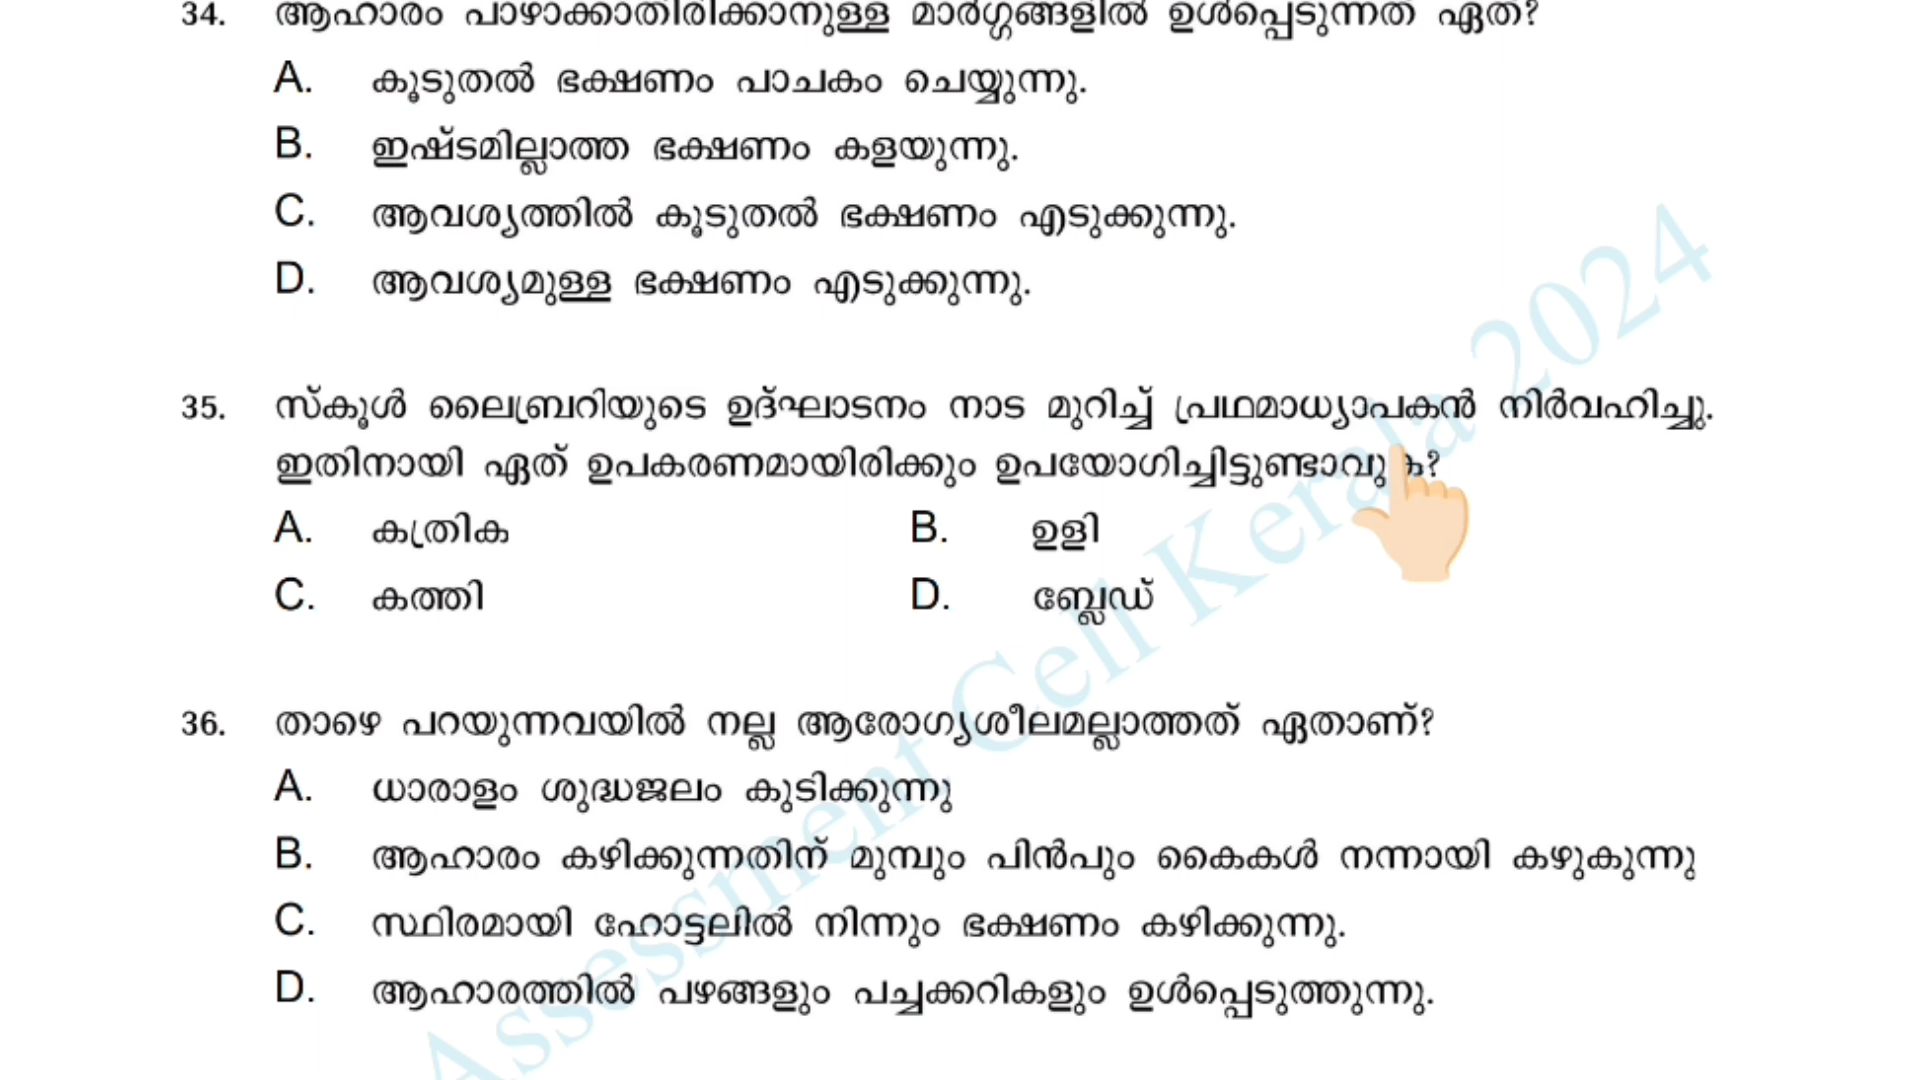 34. ആഹാരം പാഴാക്കാതിരിക്കാനുള്ള മാർഗ്ഗങ്ങളിൽ ഉൾപ്പെടുന്നത് ഏത്?
A. കൂടുതൽ ഭക്ഷണം പാചകം ചെയ്യുന്നു.
B. ഇഷ്ടമില്ലാത്ത ഭക്ഷണം കളയുന്നു.
C. ആവശ്യത്തിൽ കൂടുതൽ ഭക്ഷണം എടുക്കുന്നു.
D. ആവശ്യമുള്ള ഭക്ഷണം എടുക്കുന്നു.
35. സ്കൂൾ ലൈബ്രറിയുടെ ഉദ്ഘാടനം നാട മുറിച്ച് പ്രഥമാധ്യാപകൻ നിർവഹിച്ചു.
ഇതിനായി ഏത് ഉപകരണമായിരിക്കും ഉപയോഗിച്ചിട്ടുണ്ടാവുക?
A. കത്രിക B. ഉളി
C. കത്തി D. ബ്ലേഡ്
36. താഴെ പറയുന്നവയിൽ നല്ല ആരോഗ്യശീലമല്ലാത്തത് ഏതാണ്?
A. ധാരാളം ശുദ്ധജലം കുടിക്കുന്നു
B. ആഹാരം കഴിക്കുന്നതിന് മുമ്പും പിൻപും കൈകൾ നന്നായി കഴുകുന്നു
C. സ്ഥിരമായി ഹോട്ടലിൽ നിന്നും ഭക്ഷണം കഴിക്കുന്നു.
D. ആഹാരത്തിൽ പഴങ്ങളും പച്ചക്കറികളും ഉൾപ്പെടുത്തുന്നു.
Assessment Cell Kerala 2024